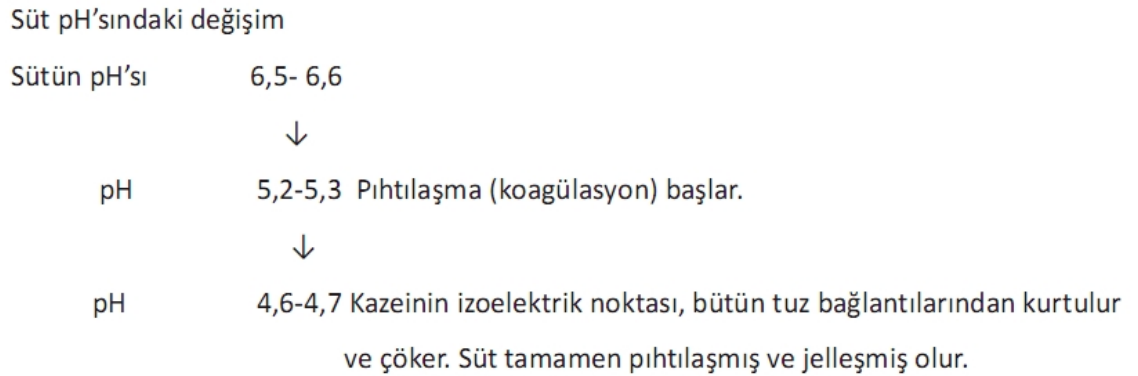 Süt pH’sındaki değişim
Sütün pH’sı 6,5- 6,6
↓
pH 5,2-5,3 Pıhtılaşma (koagülasyon) başlar.
↓
pH 4,6-4,7 Kazeinin izoelektrik noktası, bütün tuz bağlantılarından kurtulur
ve çöker. Süt tamamen pıhtılaşmış ve jelleşmiş olur.